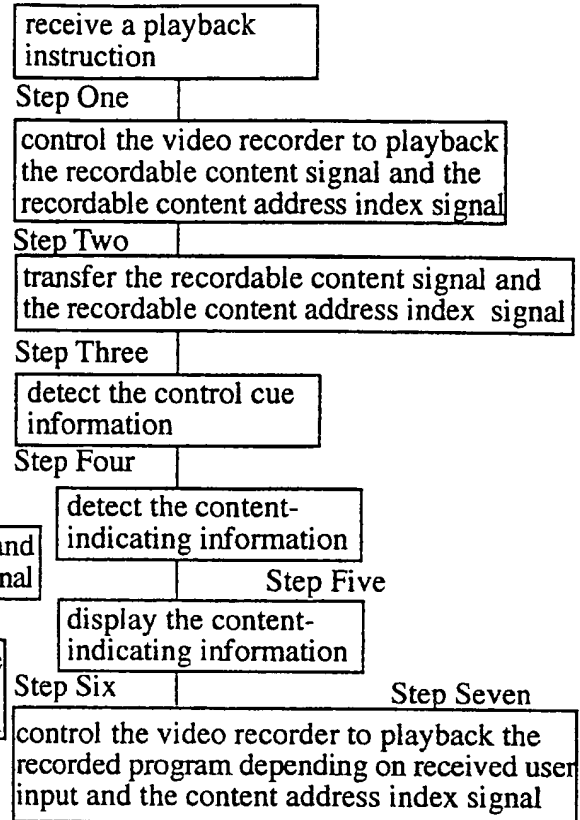 receive a playback
instruction
Step One
control the video recorder to playback
the recordable content signal and the
recordable content address index signal
Step Two
transfer the recordable content signal and
the recordable content address index signal
Step Three
detect the control cue
information
Step Four
detect the content-
indicating information
and
nal
Step Five
display the content-
indicating information
Step Six
Step Seven
control the video recorder to playback the
recorded program depending on received user
input and the content address index signal